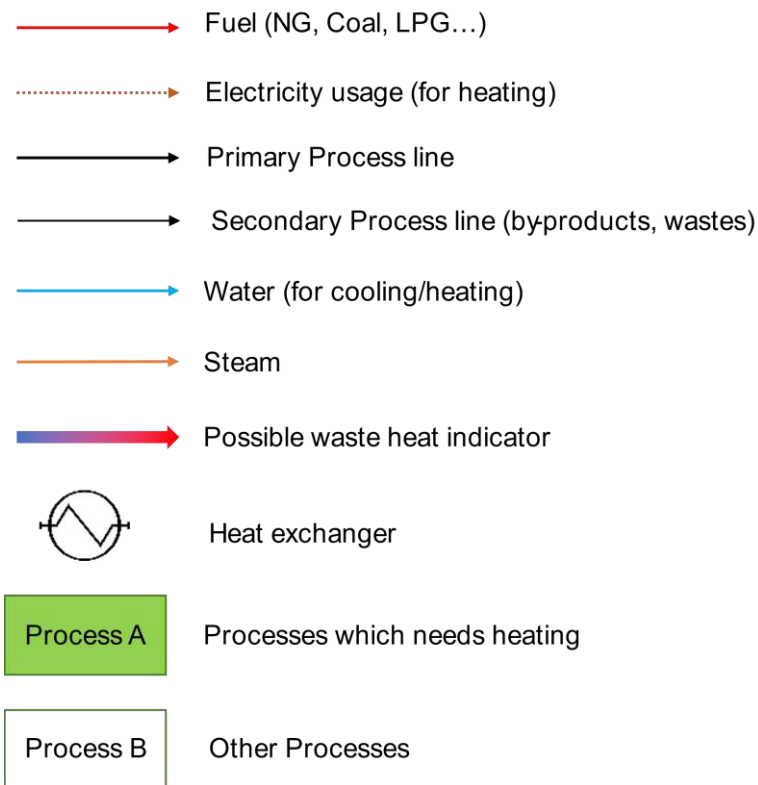 Fuel (NG, Coal, LPG…)
Electricity usage (for heating)
Primary Process line
Secondary Process line (by-products, wastes)
Water (for cooling/heating)
Steam
Possible waste heat indicator
Heat exchanger
Process A Processes which needs heating
Process B Other Processes